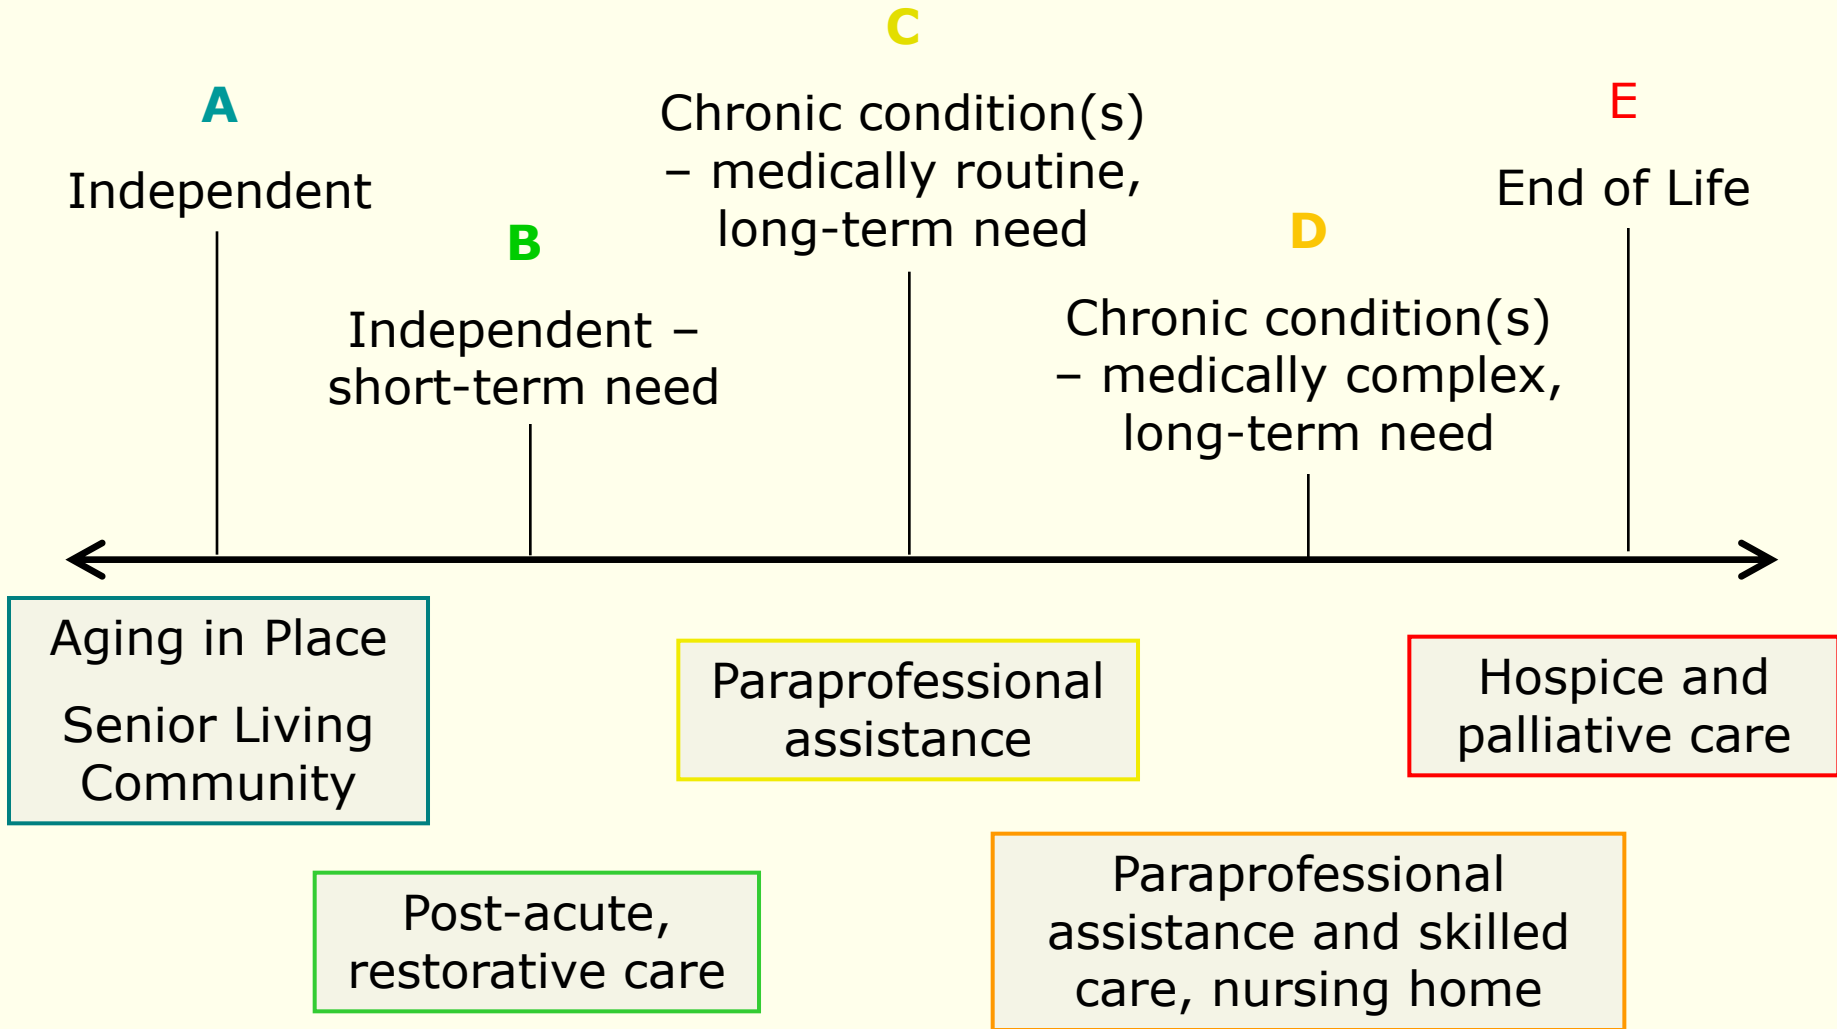 A
Independent
B
Independent –
short-term need
C
Chronic condition(s)
– medically routine,
long-term need
D
Chronic condition(s)
– medically complex,
long-term need
E
End of Life
Aging in Place
Senior Living
Community
Post-acute,
restorative care
Paraprofessional
assistance
Paraprofessional
assistance and skilled
care, nursing home
Hospice and
palliative care